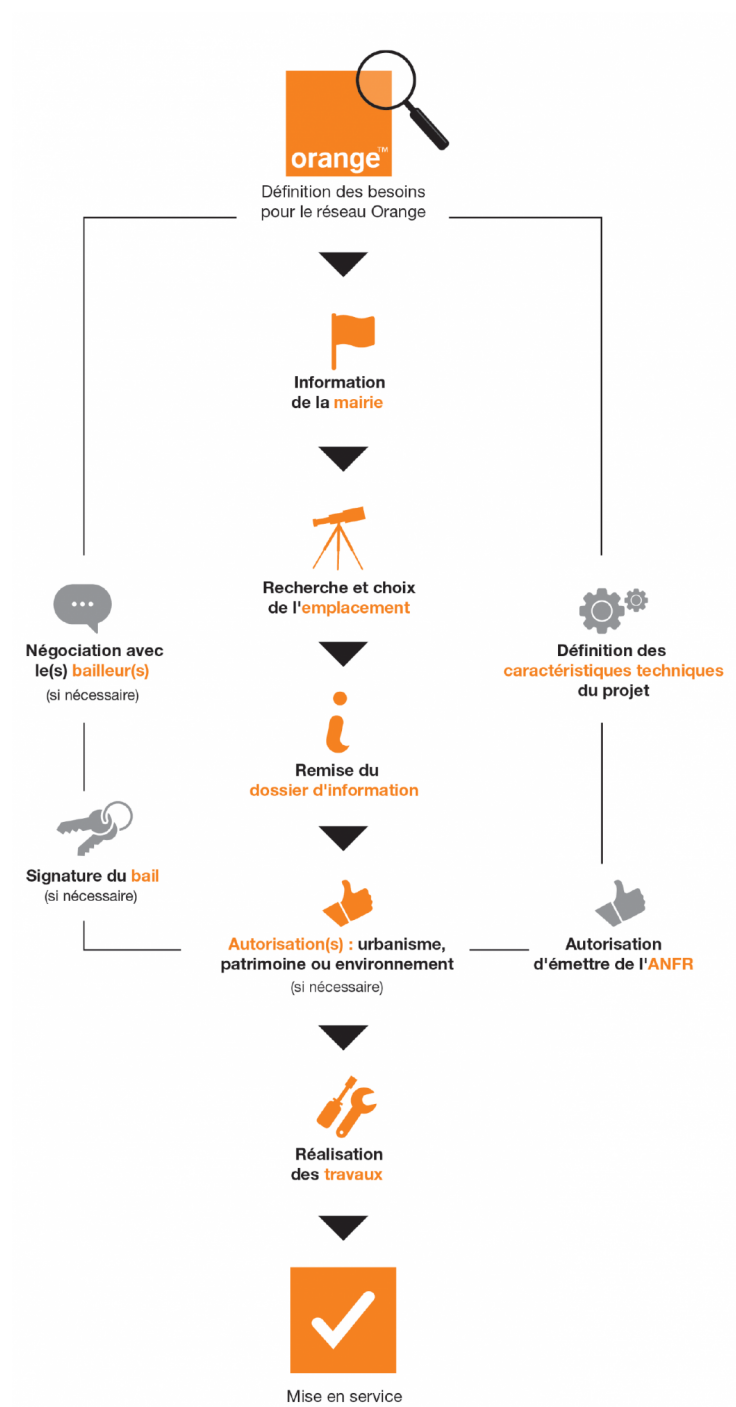 orange™
Définition des besoins
pour le réseau Orange
Information
de la mairie
Recherche et choix
de l'emplacement
Négociation avec
le(s) bailleur(s)
(si nécessaire)
Définition des
caractéristiques techniques
du projet
Remise du
dossier d'information
Signature du bail
(si nécessaire)
Autorisation(s) : urbanisme,
patrimoine ou environnement
(si nécessaire)
Autorisation
d'émettre de l'ANFR
Réalisation
des travaux
Mise en service